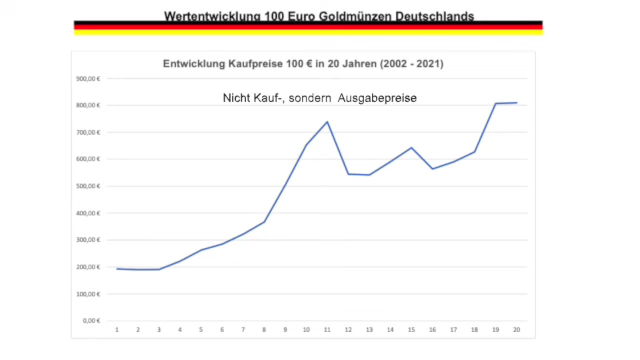 Wertentwicklung 100 Euro Goldmünzen Deutschlands
Entwicklung Kaufpreise 100 € in 20 Jahren (2002 - 2021)
Nicht Kauf-, sondern Ausgabepreise
900,00 €
800,00 €
700,00 €
600,00 €
500,00 €
400,00 €
300,00 €
200,00 €
100,00 €
0,00 €
1 2 3 4 5 6 7 8 9 10 11 12 13 14 15 16 17 18 19 20